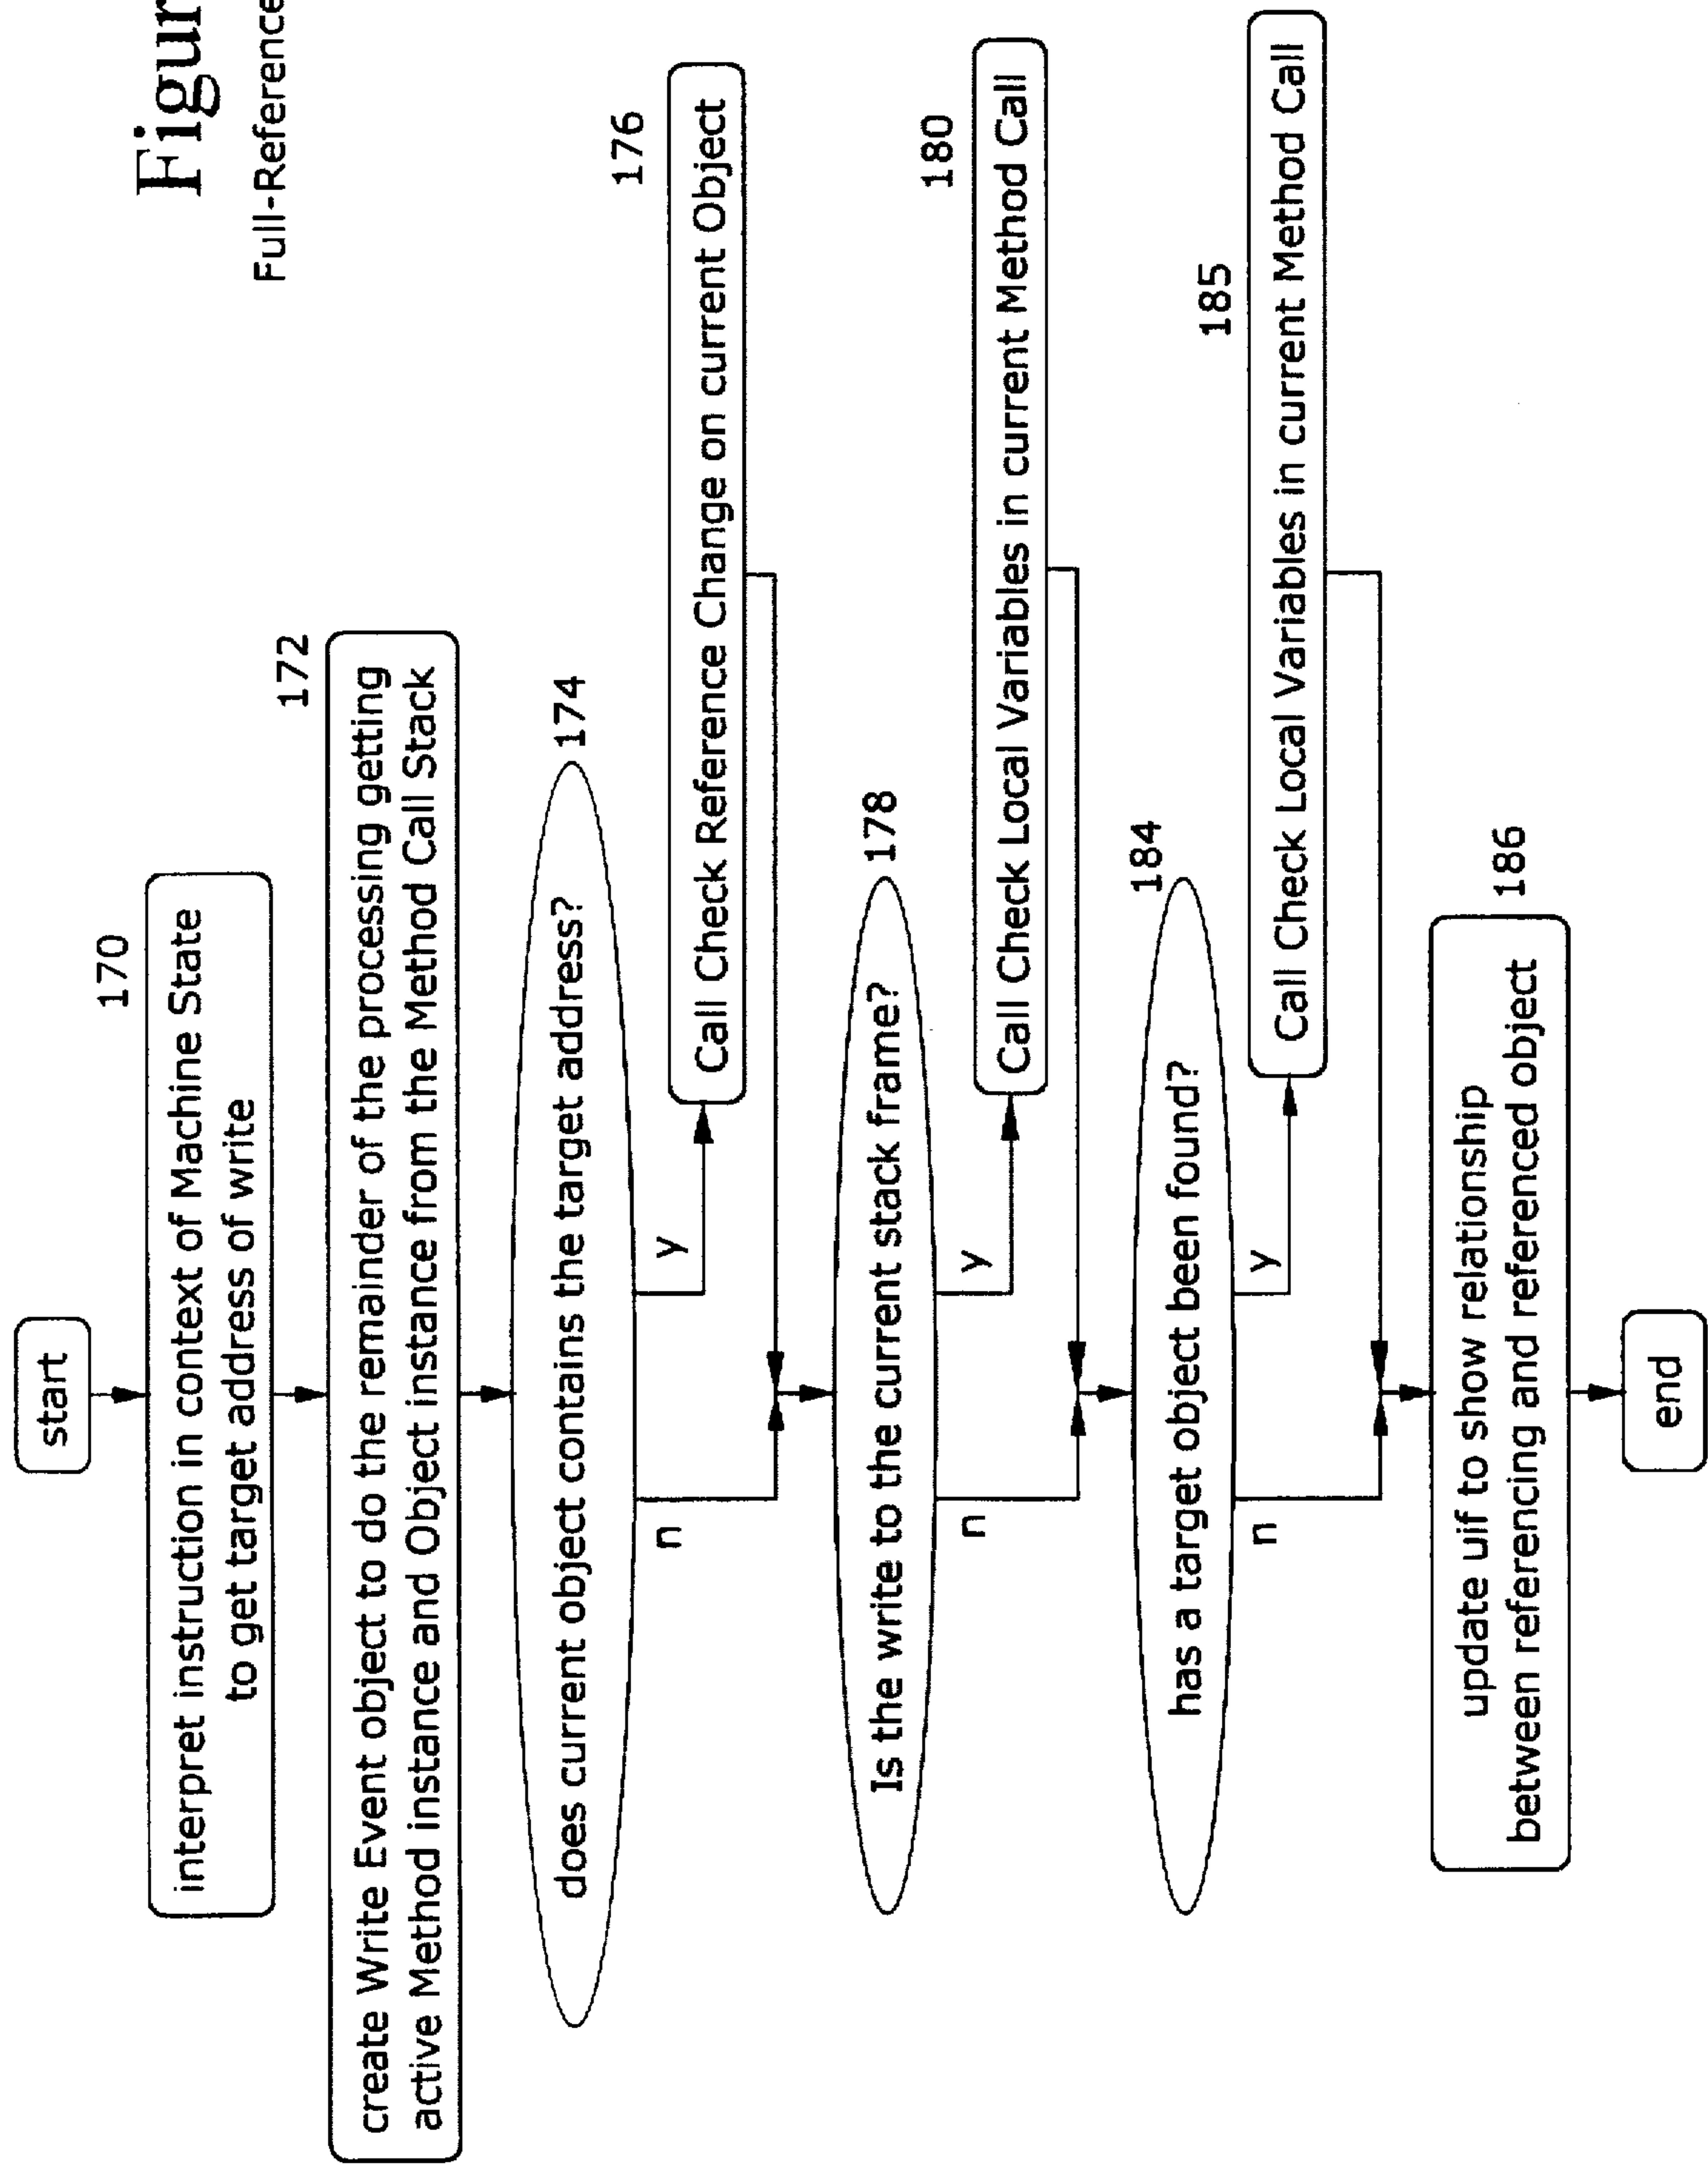 Figur
Full-Reference
start
170
interpret instruction in context of Machine State
to get target address of write
172
create Write Event object to do the remainder of the processing getting
active Method instance and Object instance from the Method Call Stack
does current object contains the target address?
174
y
n
176
Call Check Reference Change on current Object
Is the write to the current stack frame?
178
y
n
180
Call Check Local Variables in current Method Call
184
has a target object been found?
y
n
185
Call Check Local Variables in current Method Call
update uif to show relationship
between referencing and referenced object
186
end